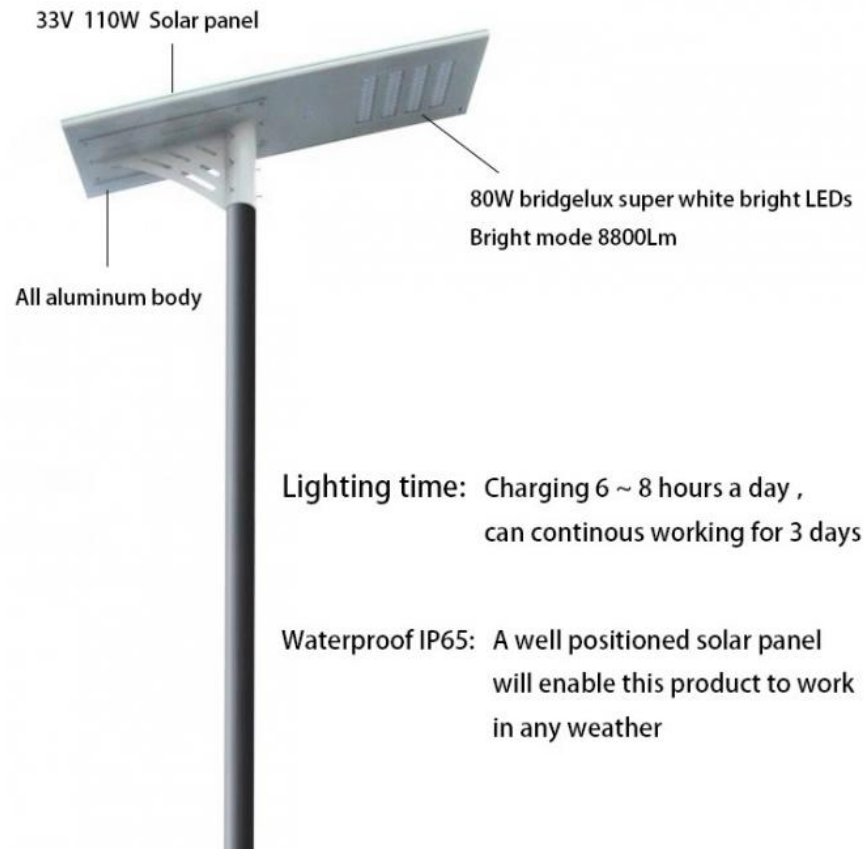 33V 110W Solar panel
80W bridgelux super white bright LEDs
Bright mode 8800Lm
All aluminum body
Lighting time: Charging 6 ~ 8 hours a day ,
can continous working for 3 days
Waterproof IP65: A well positioned solar panel
will enable this product to work
in any weather